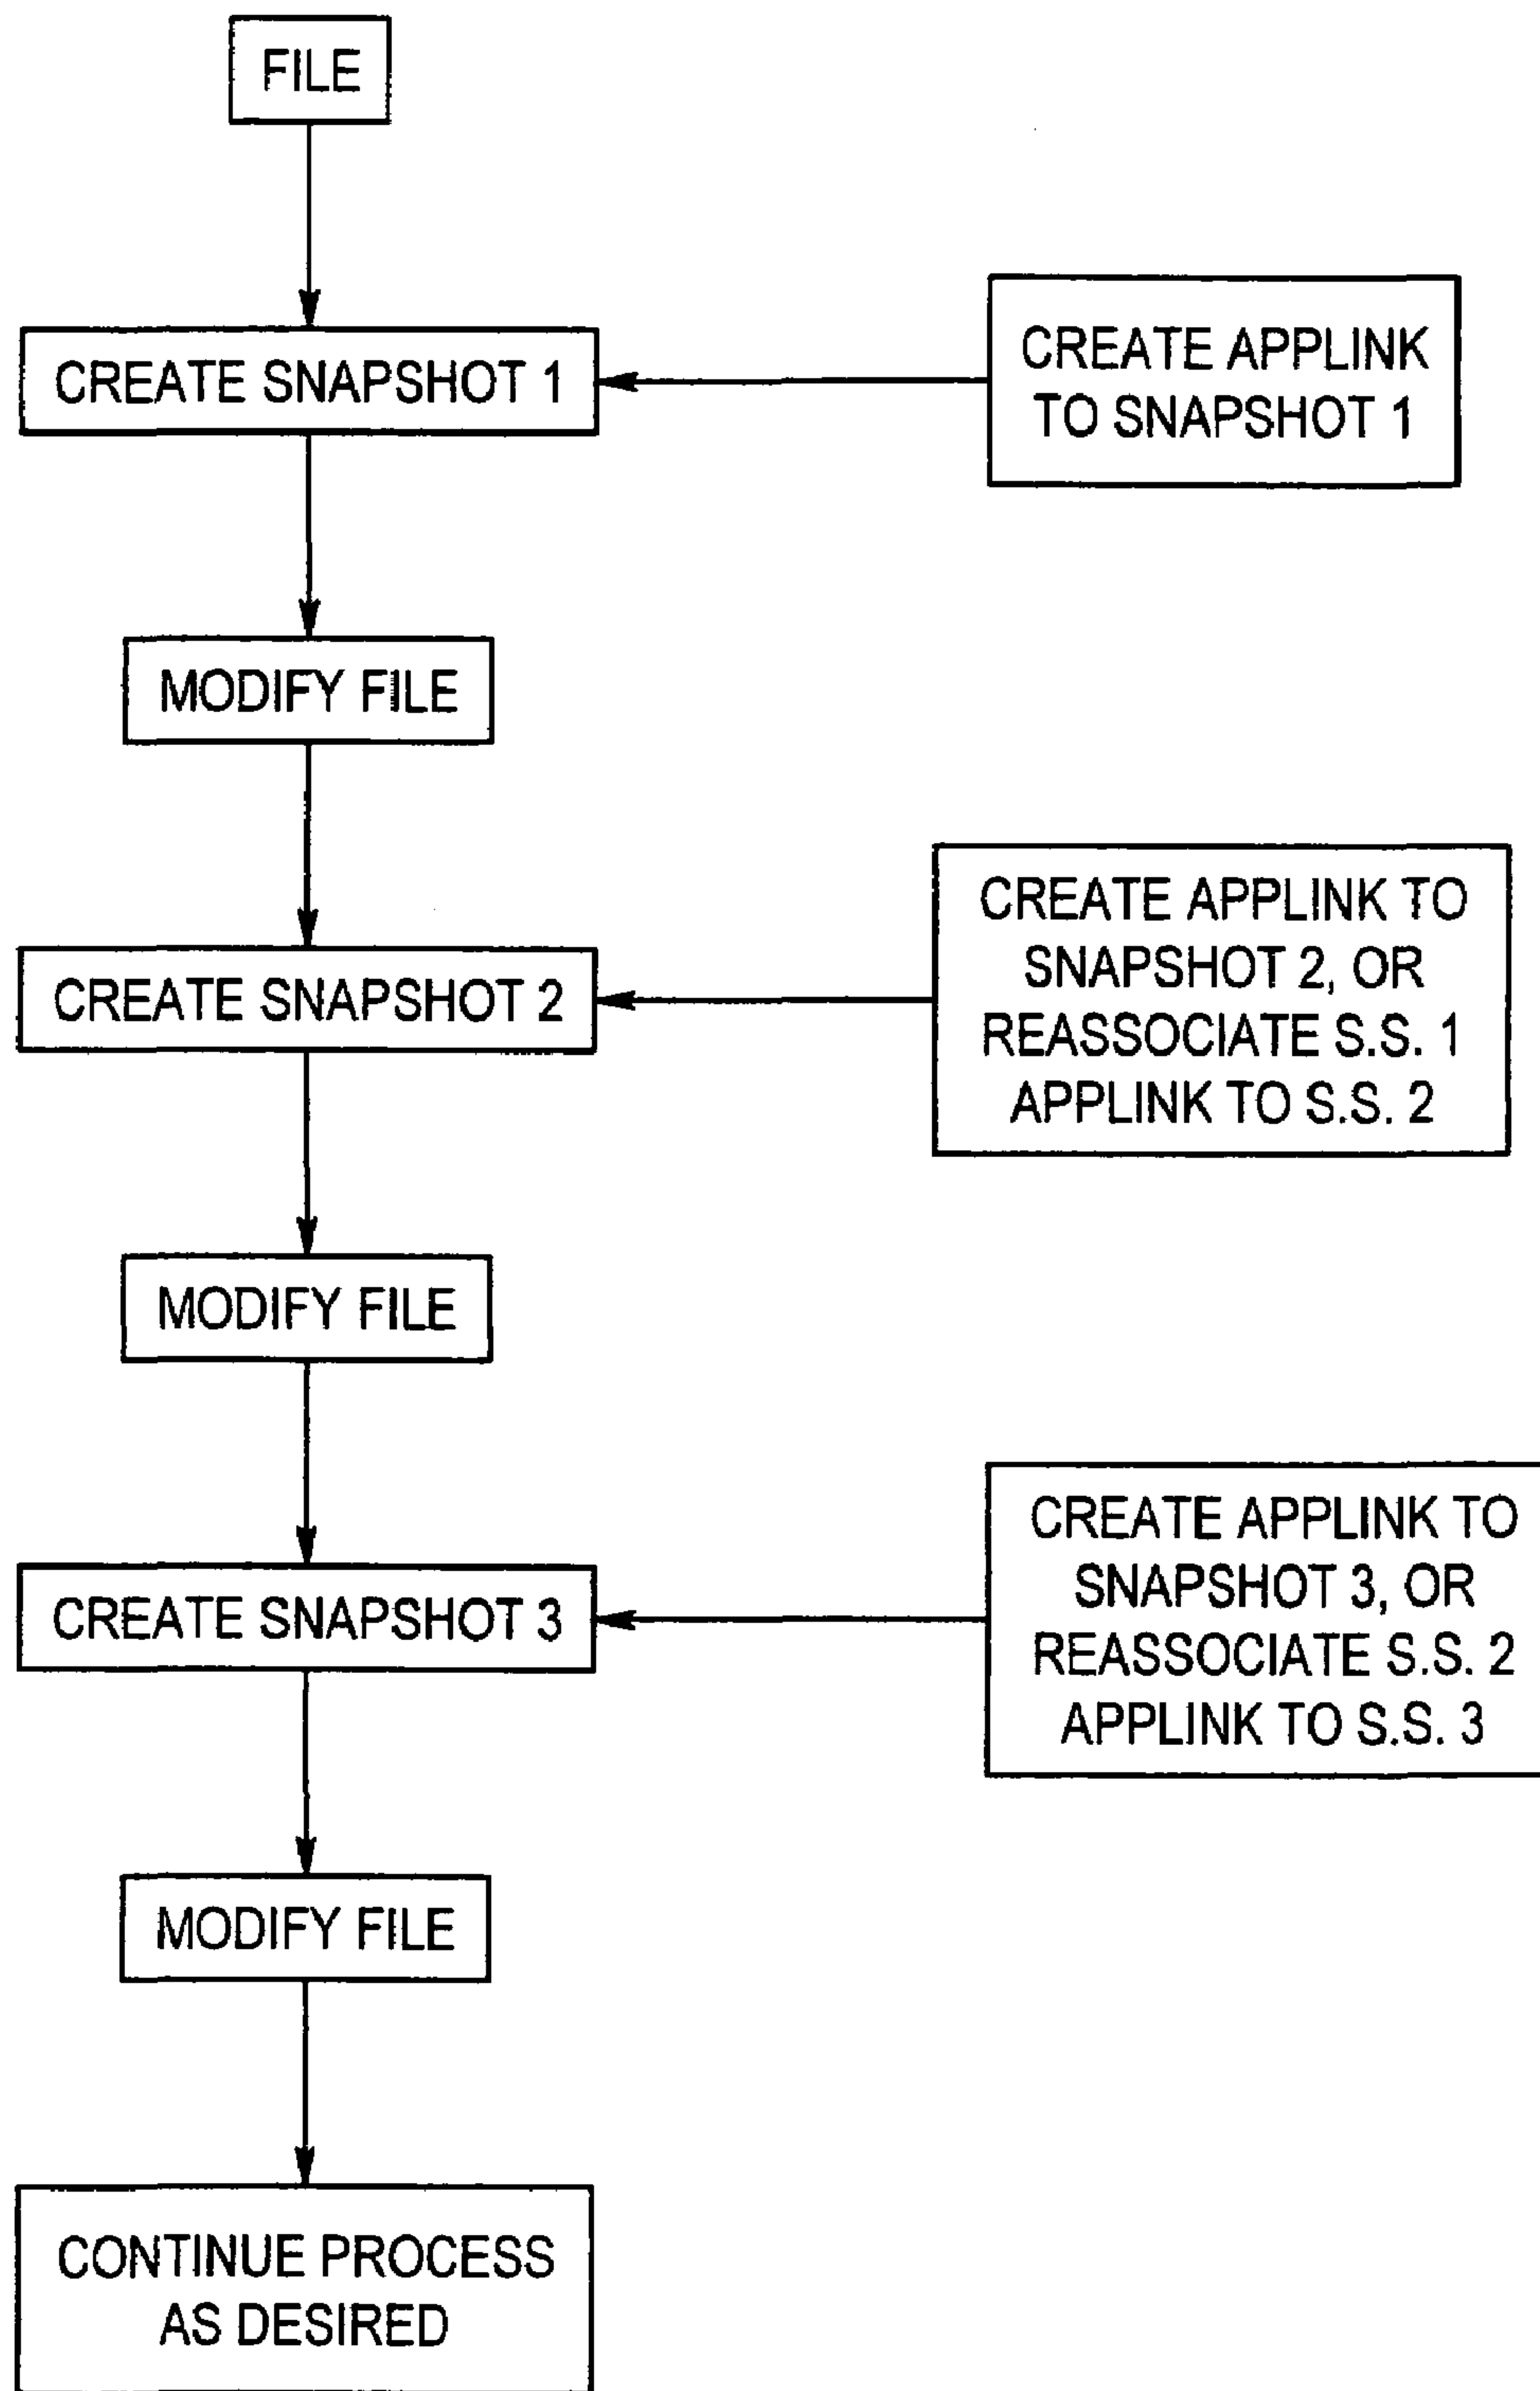 FILE
CREATE SNAPSHOT 1
CREATE APPLINK
TO SNAPSHOT 1
MODIFY FILE
CREATE SNAPSHOT 2
CREATE APPLINK TO
SNAPSHOT 2, OR
REASSOCIATE S.S. 1
APPLINK TO S.S. 2
MODIFY FILE
CREATE SNAPSHOT 3
CREATE APPLINK TO
SNAPSHOT 3, OR
REASSOCIATE S.S. 2
APPLINK TO S.S. 3
MODIFY FILE
CONTINUE PROCESS
AS DESIRED